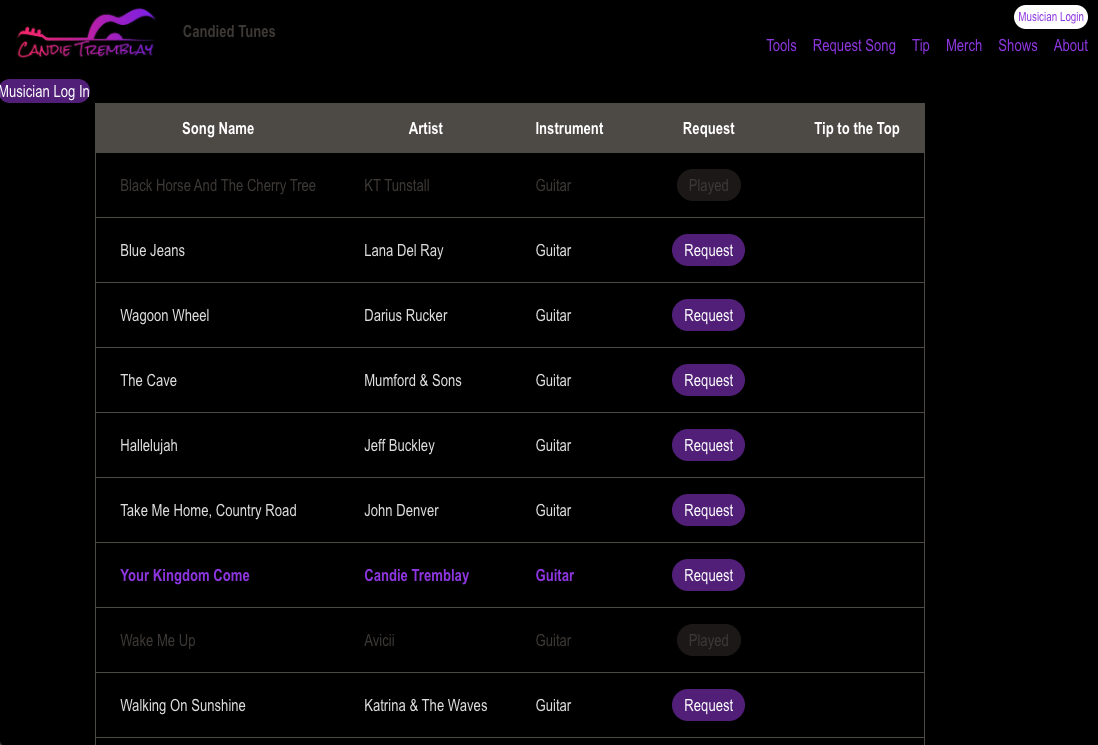 Candie Tremblay
Candied Tunes
Musician Login
Tools Request Song Tip Merch Shows About
Musician Log In
Song Name Artist Instrument Request Tip to the Top
Black Horse And The Cherry Tree KT Tunstall Guitar Played
Blue Jeans Lana Del Ray Guitar Request
Wagoon Wheel Darius Rucker Guitar Request
The Cave Mumford & Sons Guitar Request
Hallelujah Jeff Buckley Guitar Request
Take Me Home, Country Road John Denver Guitar Request
Your Kingdom Come Candie Tremblay Guitar Request
Wake Me Up Avicii Guitar Played
Walking On Sunshine Katrina & The Waves Guitar Request